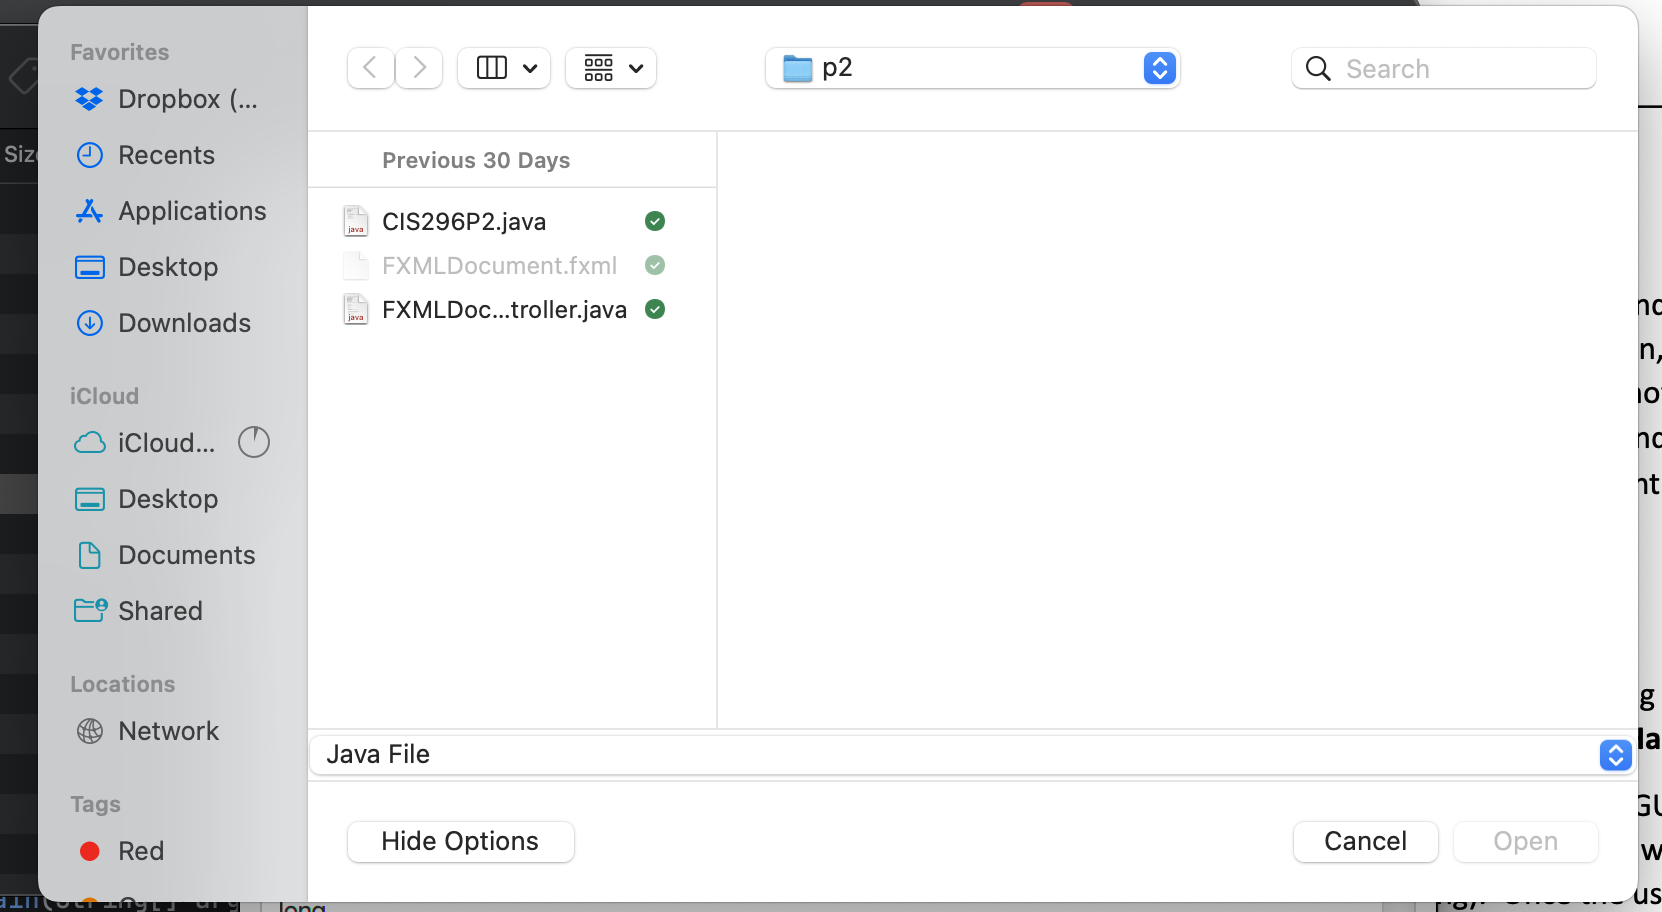 Favorites
Dropbox (...
Recents
Applications
Desktop
Downloads
iCloud
iCloud...
Desktop
Documents
Shared
Locations
Network
Tags
Red
p2
Search
Previous 30 Days
CIS296P2.java
FXMLDocument.fxml
FXMLDoc...troller.java
Java File
Hide Options
Cancel
Open